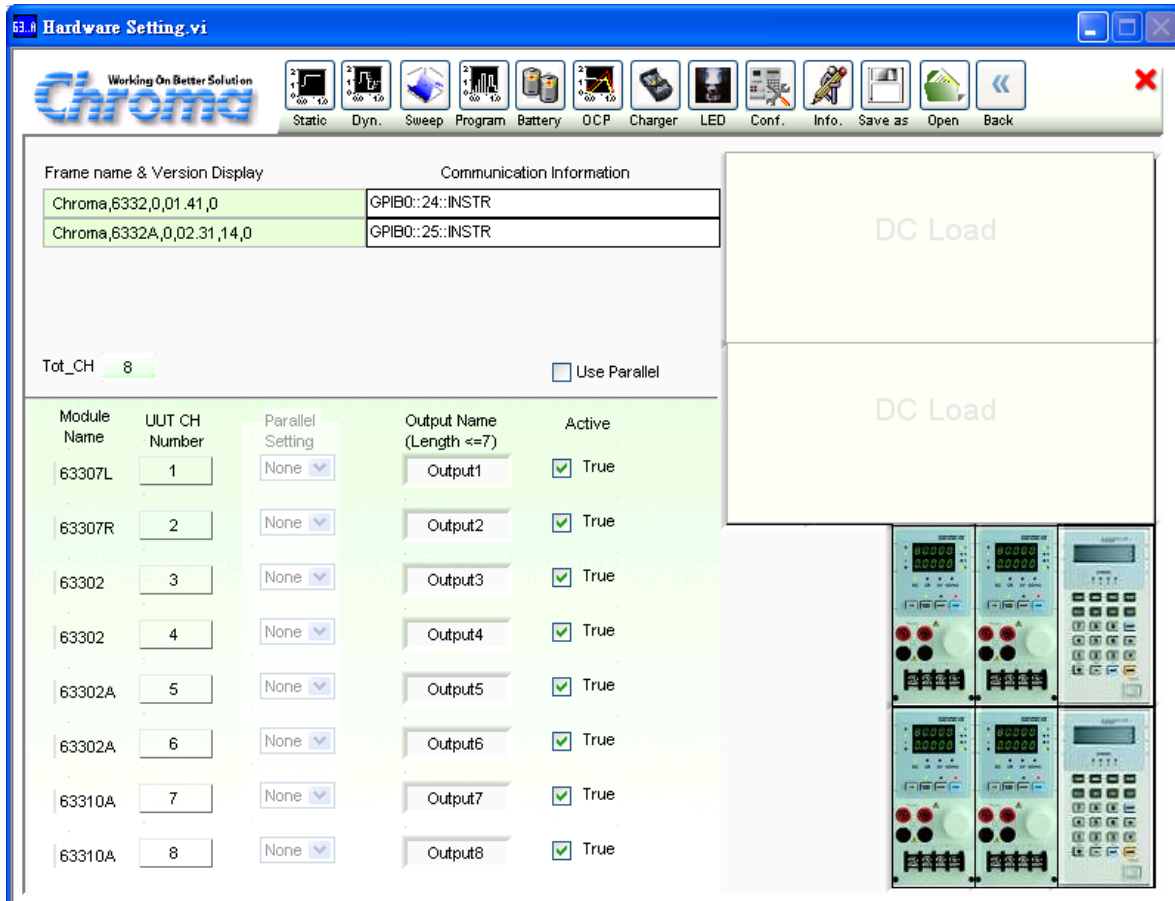 Hardware Setting.vi
Working On Better Solution
Chroma
Static Dyn. Sweep Program Battery OCP Charger LED Conf. Info. Save as Open Back
Frame name & Version Display Communication Information
Chroma,6332,0,01.41,0 GPIB0::24::INSTR
Chroma,6332A,0,02.31,14,0 GPIB0::25::INSTR
DC Load
Tot_CH 8 Use Parallel
DC Load
Module Name UUT CH Number Parallel Setting Output Name (Length <=7) Active
63307L 1 None Output1 True
63307R 2 None Output2 True
63302 3 None Output3 True
63302 4 None Output4 True
63302A 5 None Output5 True
63302A 6 None Output6 True
63310A 7 None Output7 True
63310A 8 None Output8 True